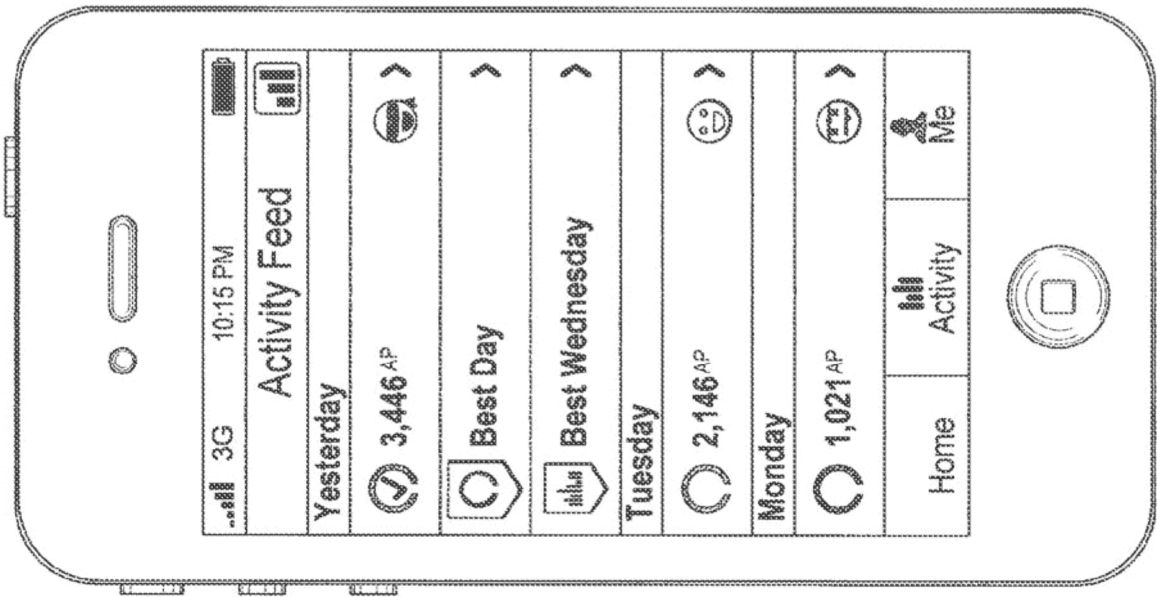 3G 10:15 PM
Activity Feed
Yesterday
3,446 AP
Best Day
Best Wednesday
Tuesday
2,146 AP
Monday
1,021 AP
Home Activity Me